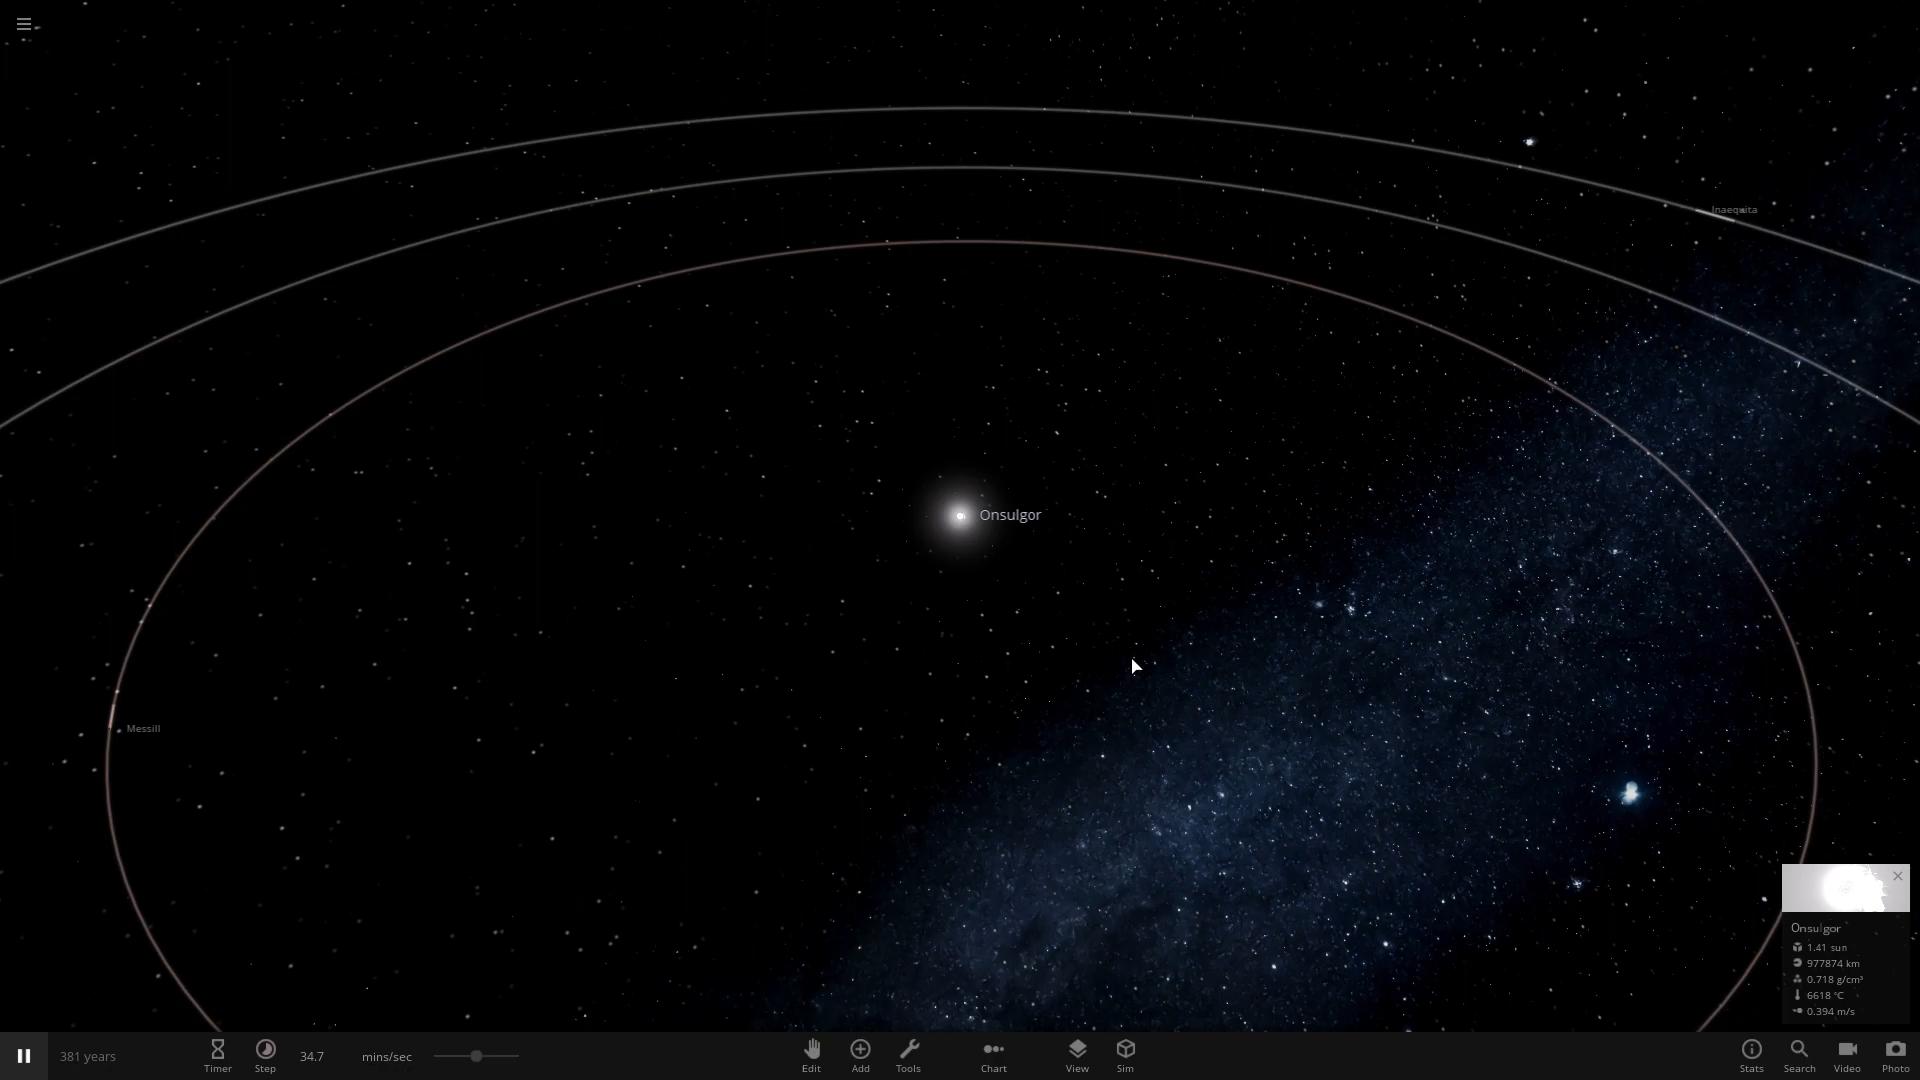 Inaequita
Onsulgor
Messill
Onsulgor
1.41 sun
977874 km
0.718 g/cm³
6618 °C
0.394 m/s
381 years
Timer
Step
34.7
mins/sec
Edit
Add
Tools
Chart
View
Sim
Stats
Search
Video
Photo